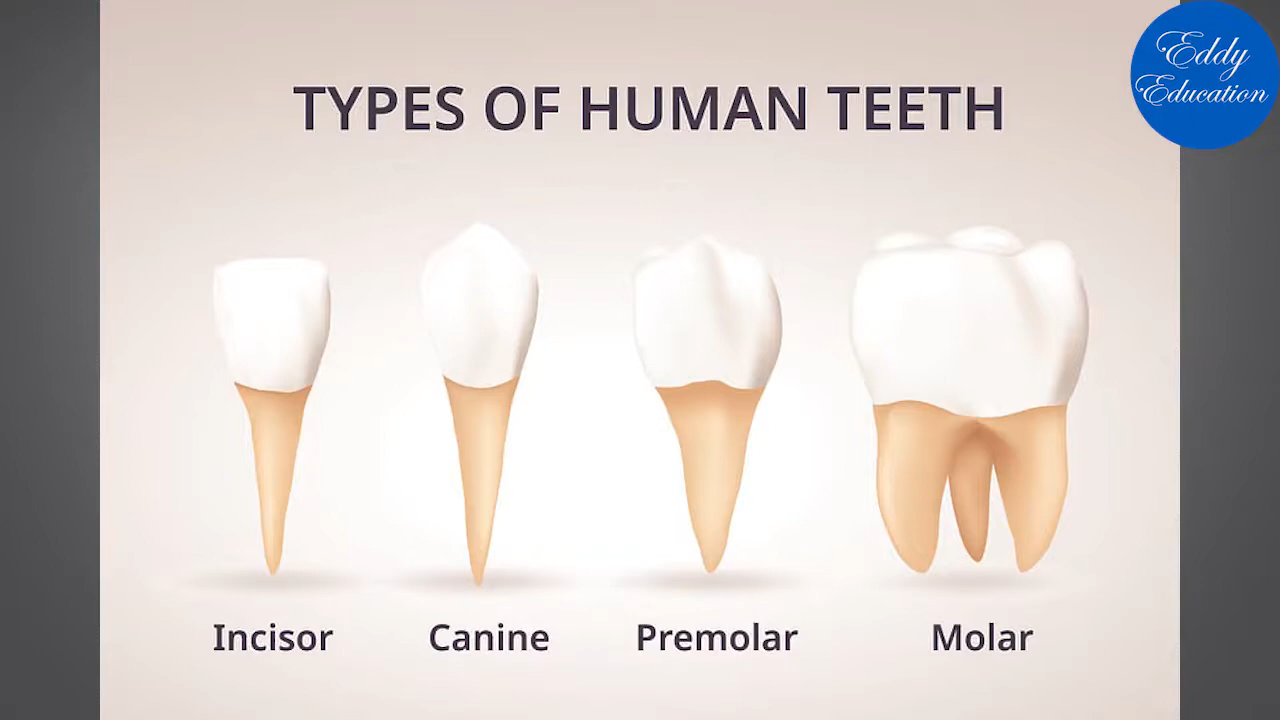 Eddy
Education
TYPES OF HUMAN TEETH
Incisor
Canine
Premolar
Molar